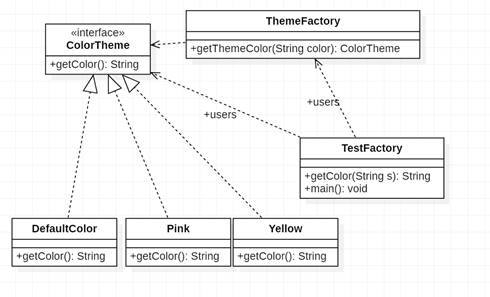 «interface»
ColorTheme
+getColor(): String
ThemeFactory
+getThemeColor(String color): ColorTheme
+users
+users
TestFactory
+getColor(String s): String
+main(): void
DefaultColor
+getColor(): String
Pink
+getColor(): String
Yellow
+getColor(): String